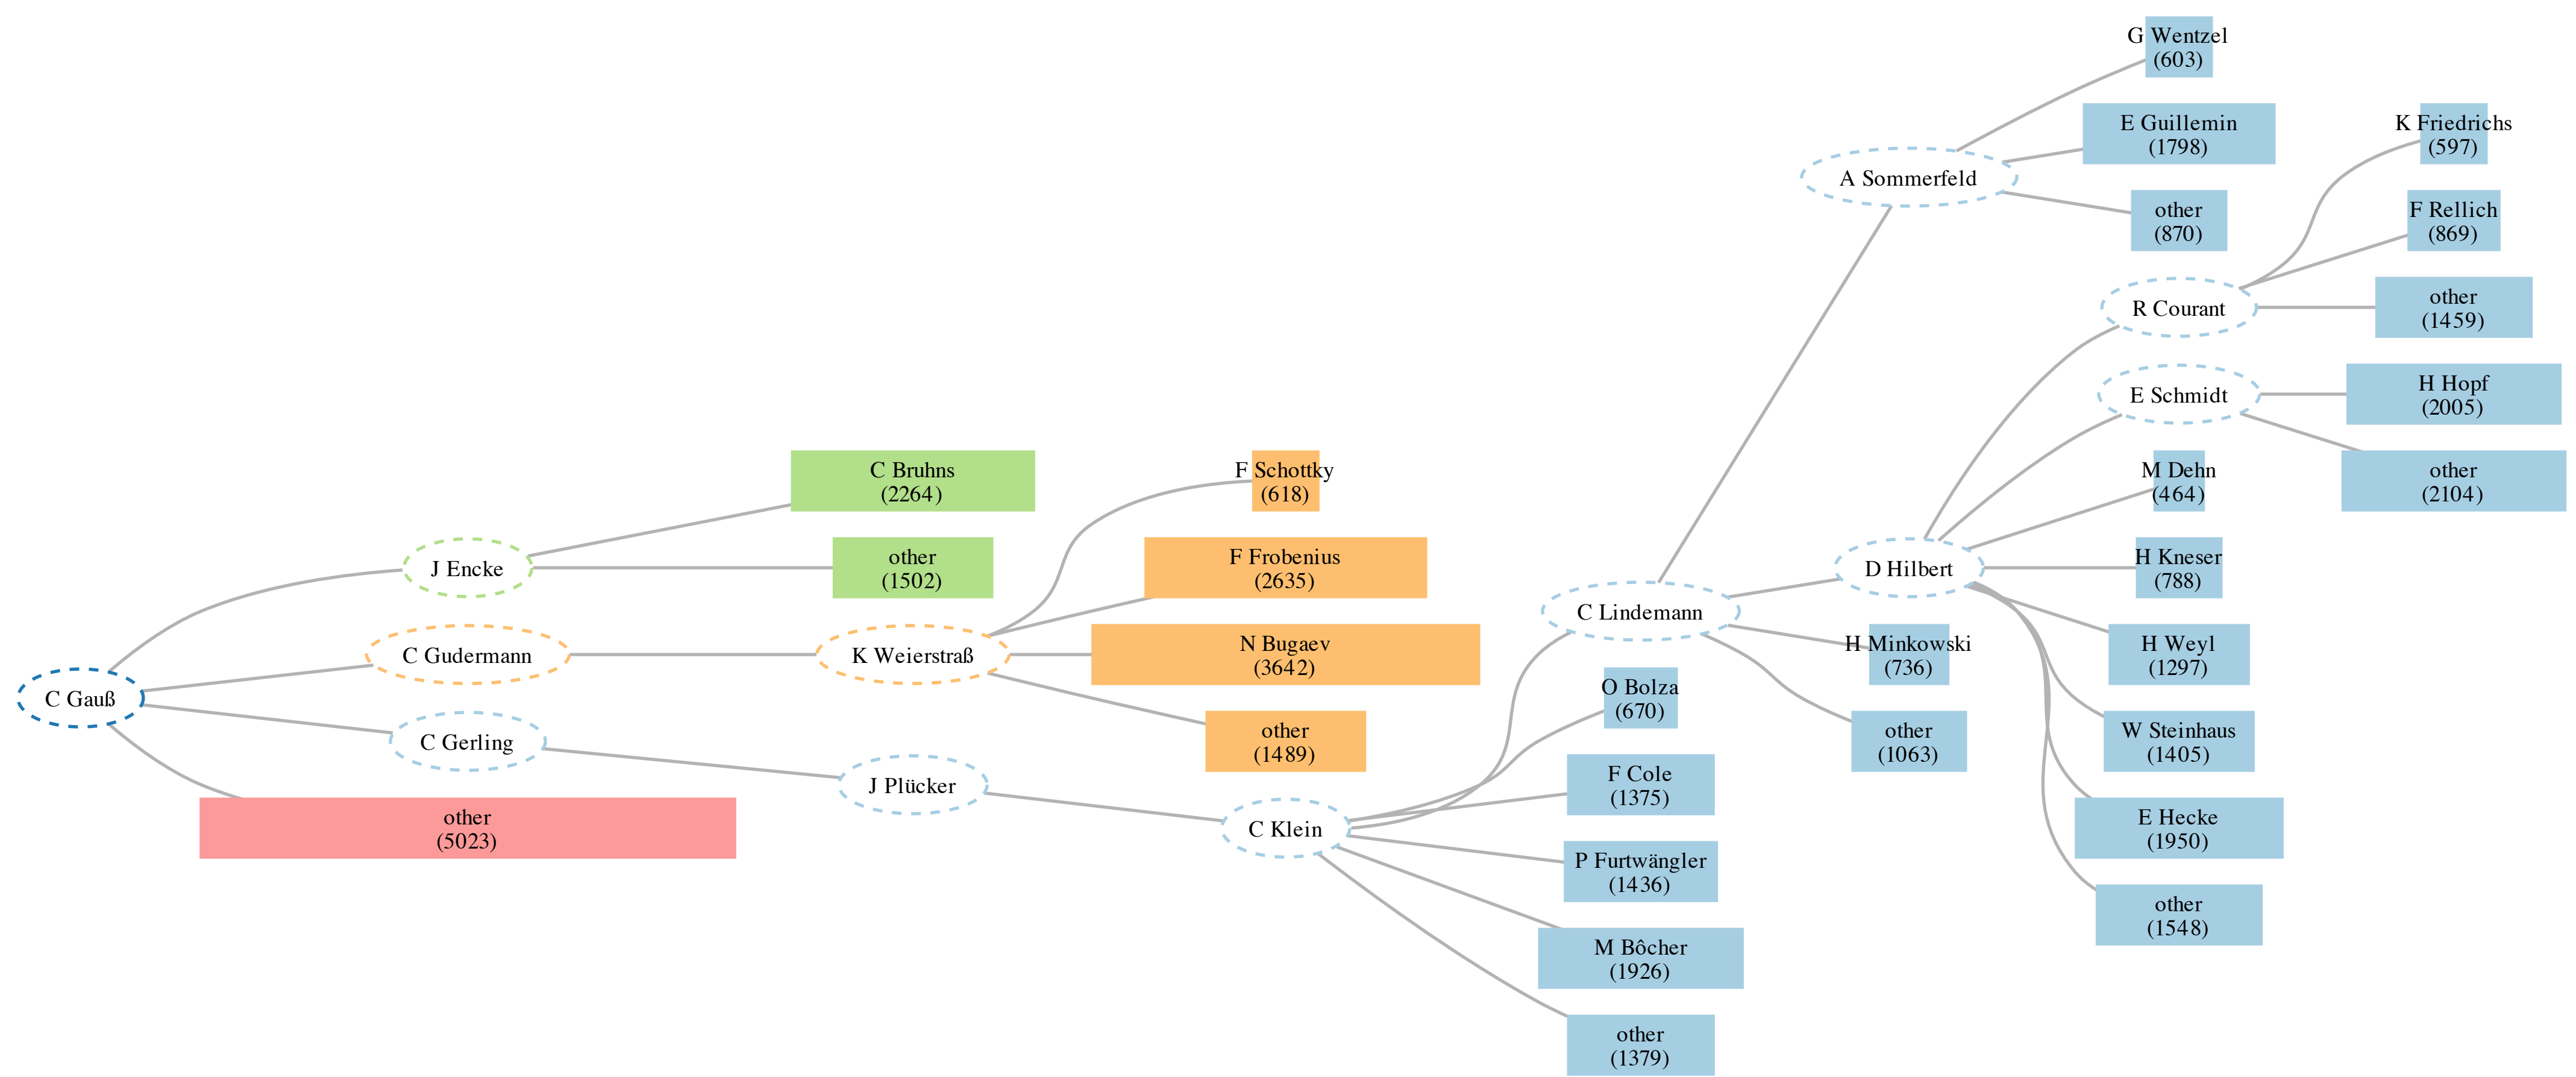 G Wentzel
(603)
E Guillemin
(1798)
K Friedrichs
(597)
A Sommerfeld
other
(870)
F Rellich
(869)
R Courant
other
(1459)
E Schmidt
H Hopf
(2005)
C Bruhns
(2264)
F Schottky
(618)
M Dehn
(464)
other
(2104)
J Encke
other
(1502)
F Frobenius
(2635)
D Hilbert
H Kneser
(788)
C Lindemann
C Gudermann
K Weierstraß
N Bugaev
(3642)
H Minkowski
(736)
H Weyl
(1297)
C Gauß
O Bolza
(670)
C Gerling
other
(1489)
other
(1063)
W Steinhaus
(1405)
J Plücker
F Cole
(1375)
other
(5023)
C Klein
E Hecke
(1950)
P Furtwängler
(1436)
other
(1548)
M Bôcher
(1926)
other
(1379)